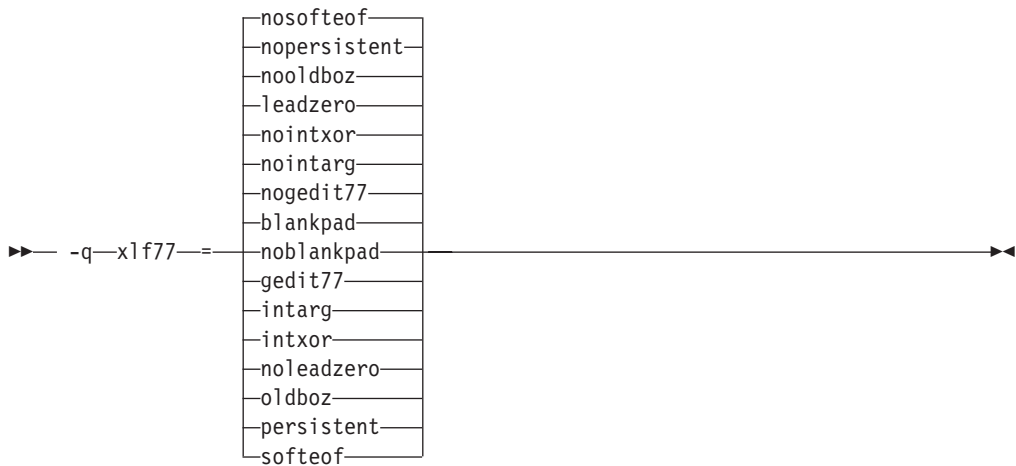 nosofteof
nopersistent
nooldboz
leadzero
nointxor
nointarg
nogedit77
blankpad
►►— -q—xlf77—=—noblankpad—►◄
gedit77
intarg
intxor
noleadzero
oldboz
persistent
softeof